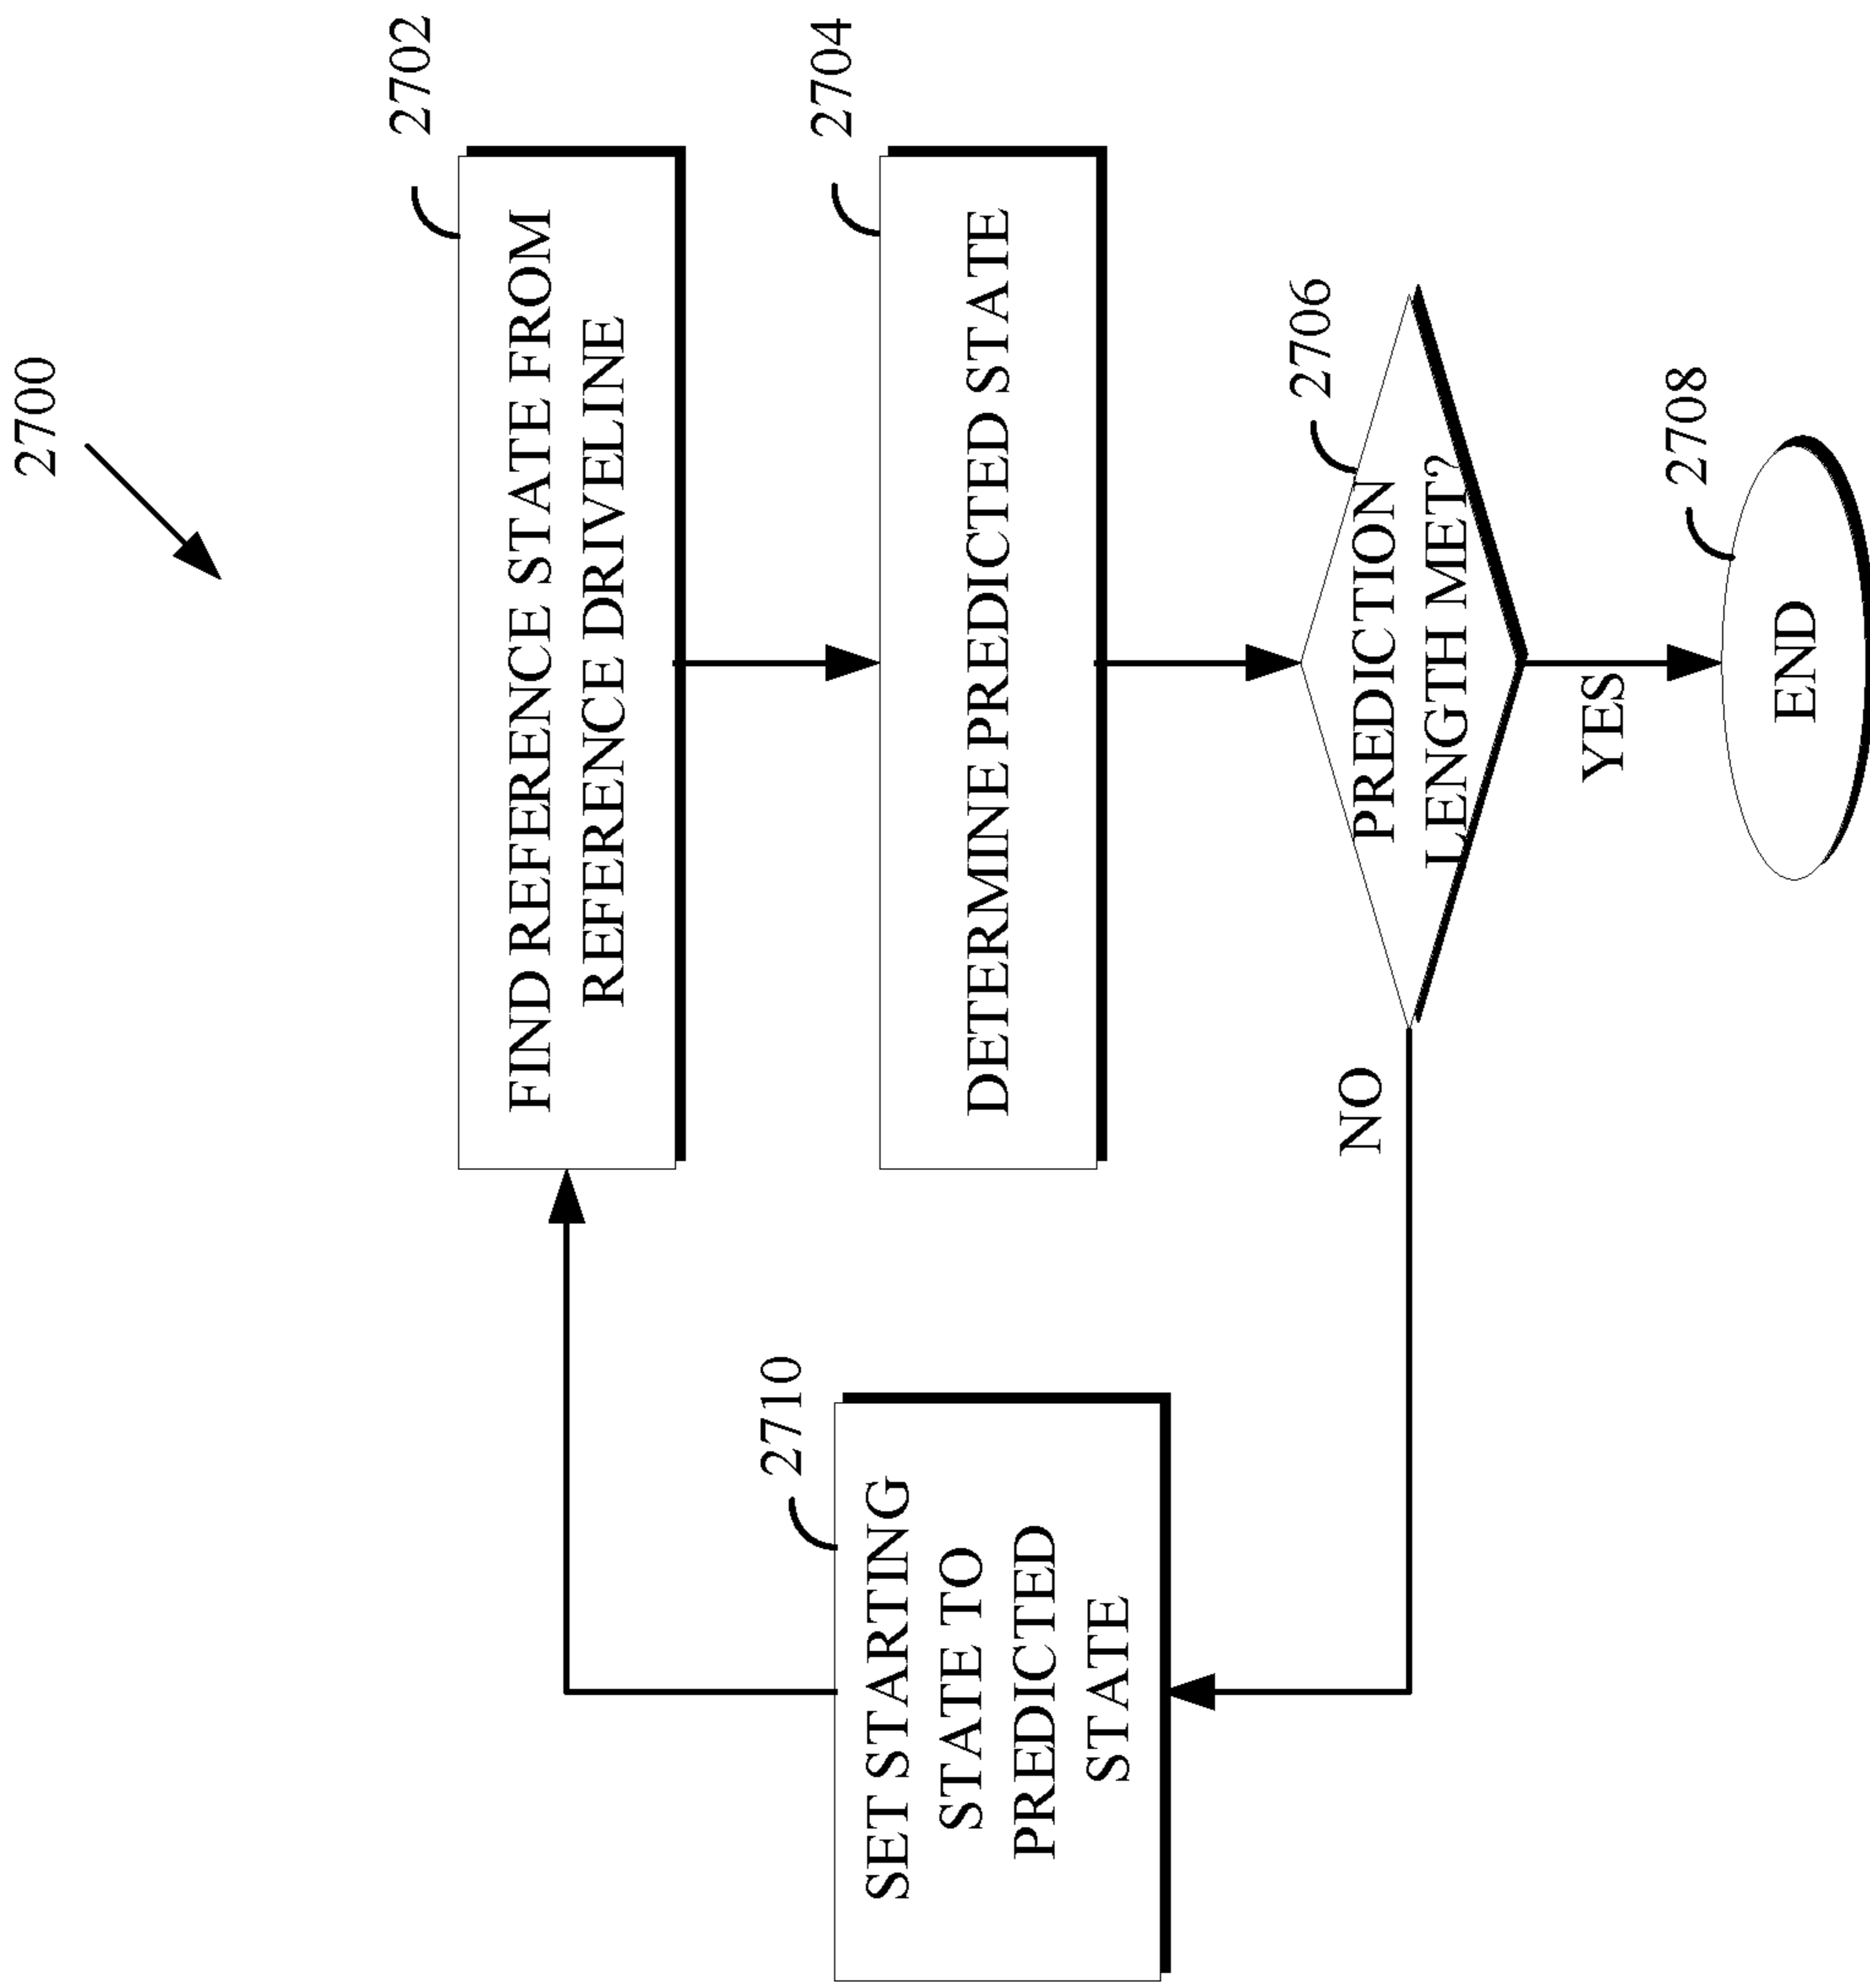 2700
2702
FIND REFERENCE STATE FROM
REFERENCE DRIVELINE
2704
DETERMINE PREDICTED STATE
2706
PREDICTION
LENGTH MET?
NO
YES
2708
END
2710
SET STARTING
STATE TO
PREDICTED
STATE